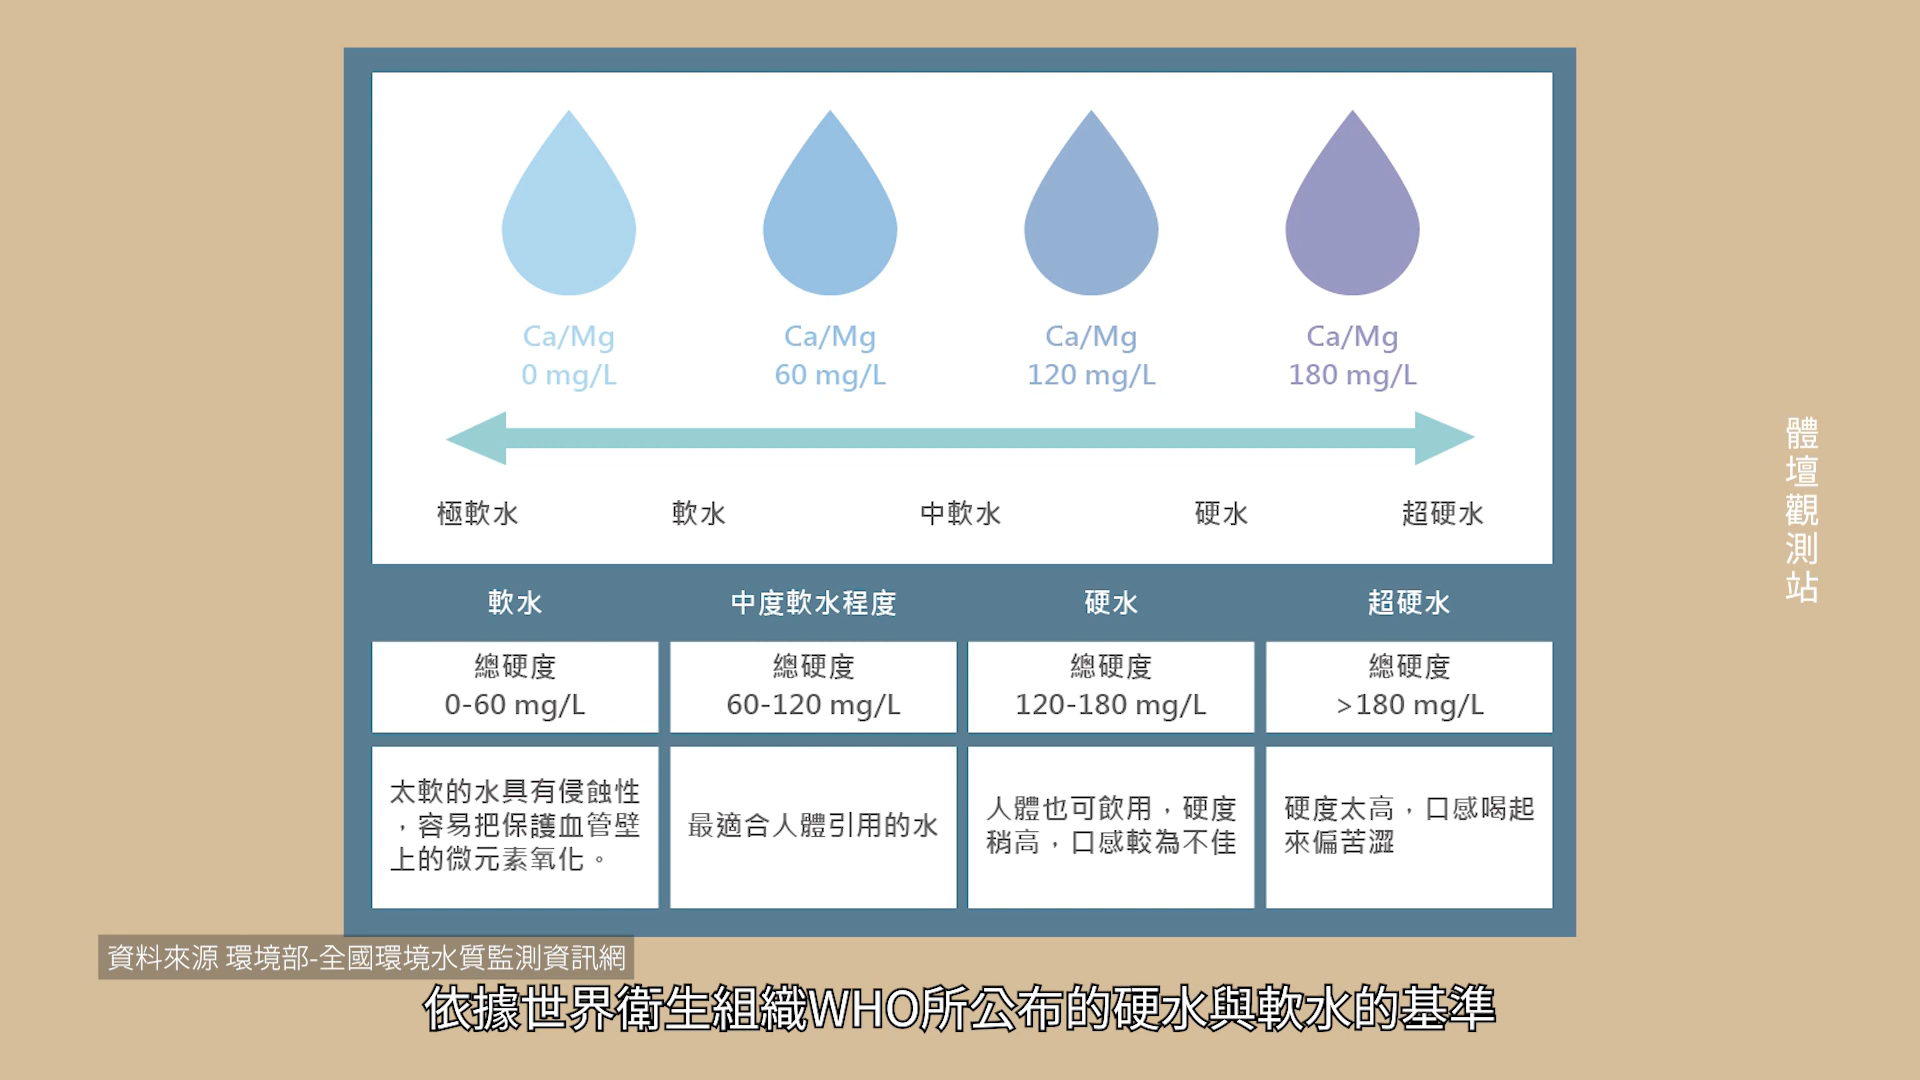 Ca/Mg
0 mg/L
Ca/Mg
60 mg/L
Ca/Mg
120 mg/L
Ca/Mg
180 mg/L
極軟水
軟水
中軟水
硬水
超硬水
軟水
中度軟水程度
硬水
超硬水
總硬度
0-60 mg/L
總硬度
60-120 mg/L
總硬度
120-180 mg/L
總硬度
>180 mg/L
太軟的水具有侵蝕性
，容易把保護血管壁
上的微元素氧化。
最適合人體引用的水
人體也可飲用，硬度
稍高，口感較為不佳
硬度太高，口感喝起
來偏苦澀
體壇觀測站
資料來源 環境部-全國環境水質監測資訊網
依據世界衛生組織WHO所公布的硬水與軟水的基準